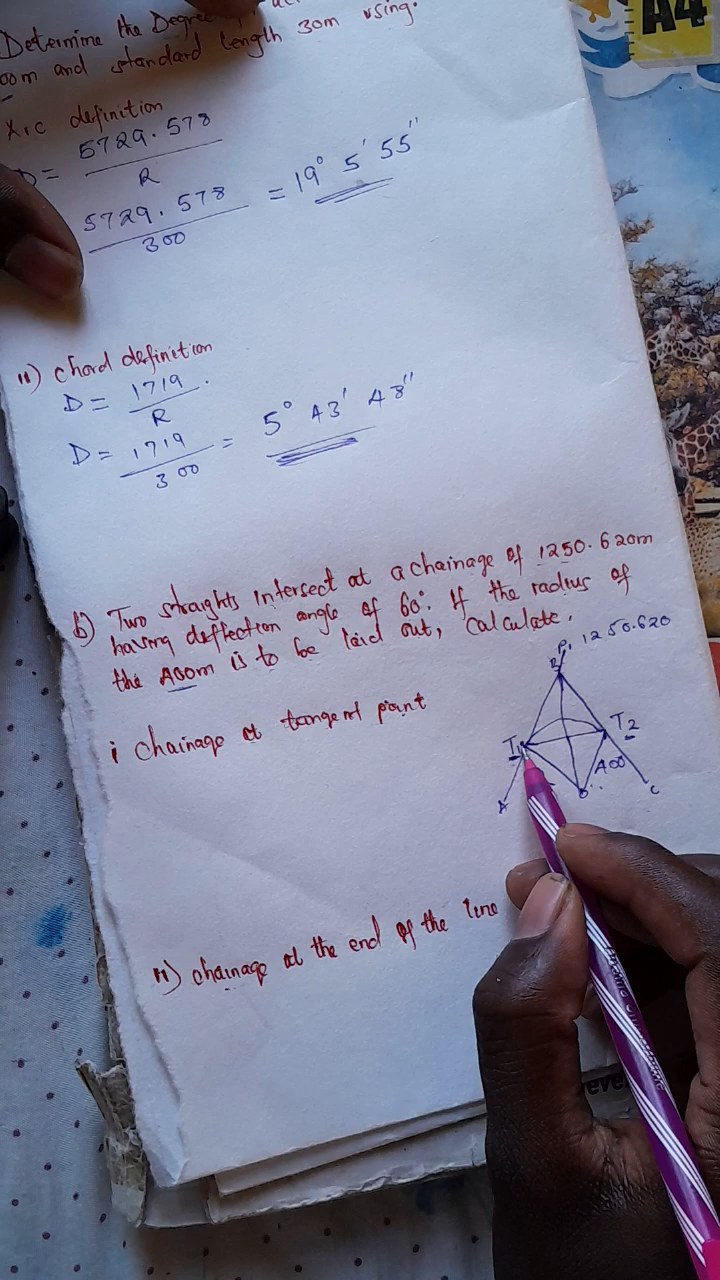 Determine the Degree
00m and standard length 30m using.
x.c definition
D = 5729.578
R
5729.578
300
= 19° 5' 55"
ii) chord definition
D = 1719
R
D = 1719
300
= 5° 43' 48"
b) Two straights intersect at a chainage of 1250.620m
having deflection angle of 60°. If the radius of
the 400m is to be laid out, calculate.
P.1 1250.620
B
i chainage at tangent point
T1
T2
400
A
O
C
ii) chainage at the end of the line
A4